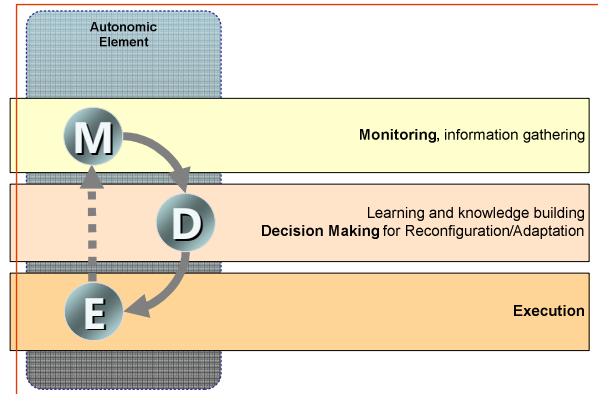 Autonomic
Element
M
Monitoring, information gathering
D
Learning and knowledge building
Decision Making for Reconfiguration/Adaptation
E
Execution